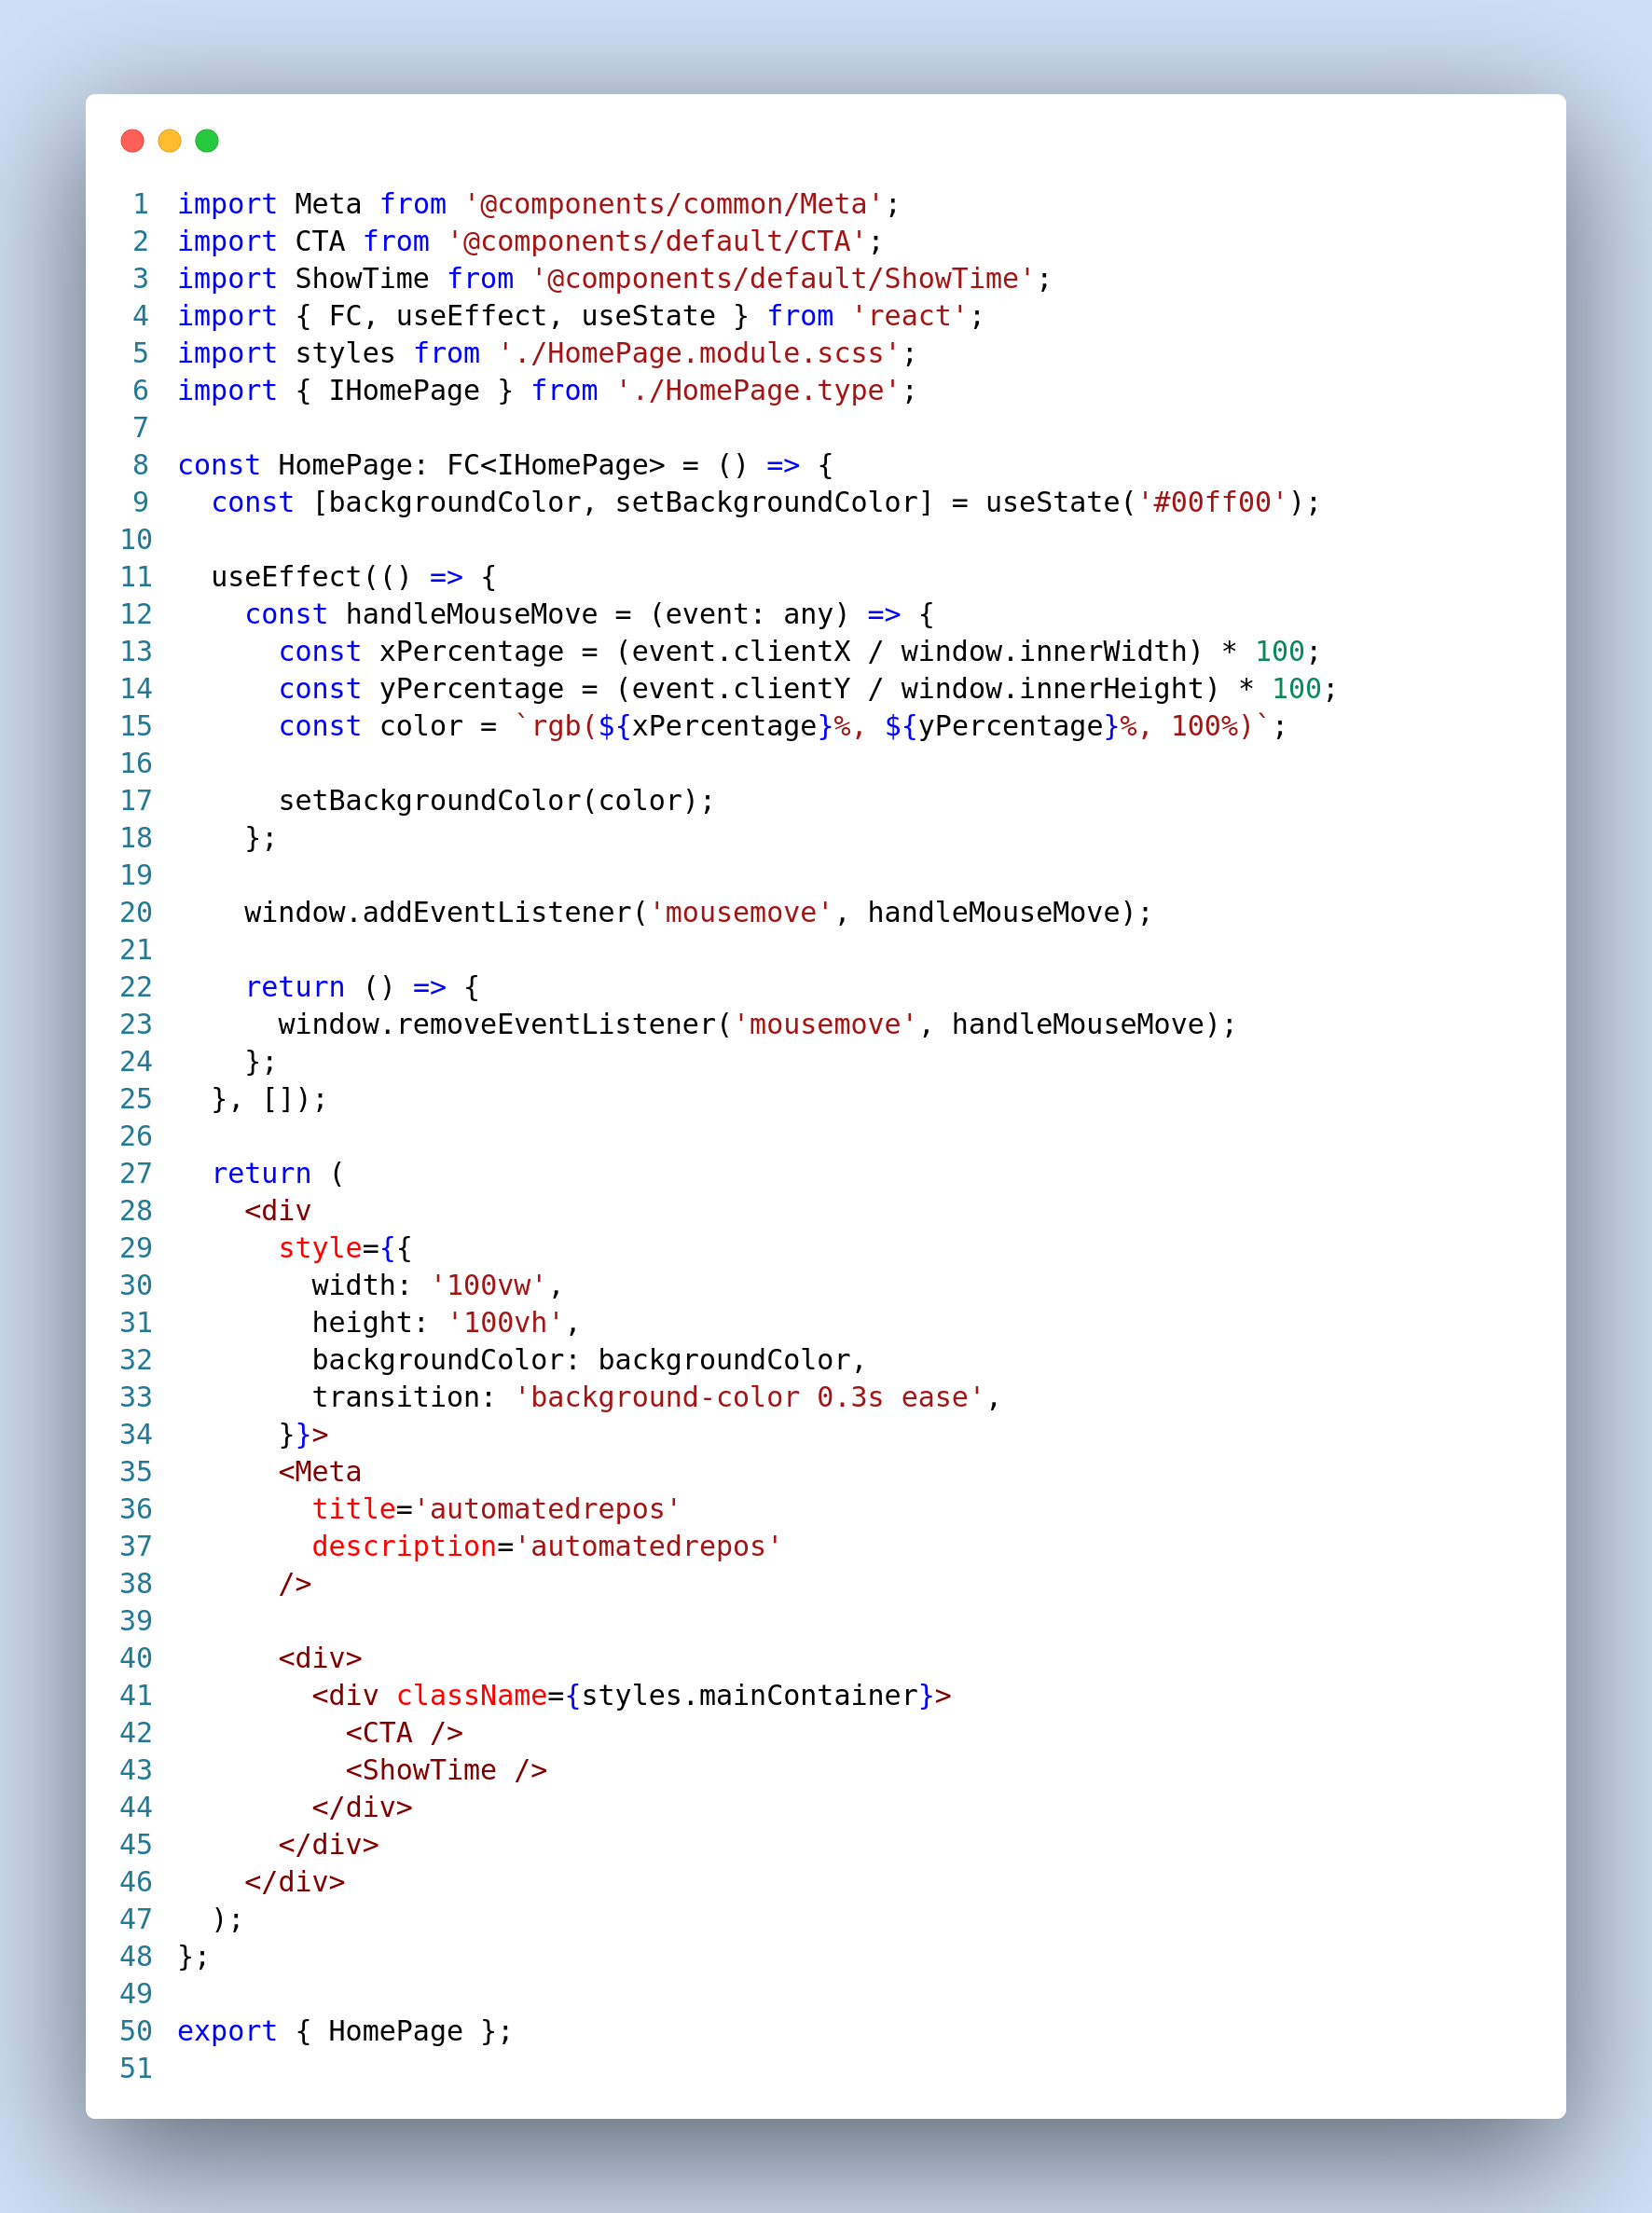 1 import Meta from '@components/common/Meta';
2 import CTA from '@components/default/CTA';
3 import ShowTime from '@components/default/ShowTime';
4 import { FC, useEffect, useState } from 'react';
5 import styles from './HomePage.module.scss';
6 import { IHomePage } from './HomePage.type';
7
8 const HomePage: FC<IHomePage> = () => {
9   const [backgroundColor, setBackgroundColor] = useState('#00ff00');
10
11   useEffect(() => {
12     const handleMouseMove = (event: any) => {
13       const xPercentage = (event.clientX / window.innerWidth) * 100;
14       const yPercentage = (event.clientY / window.innerHeight) * 100;
15       const color = `rgb(${xPercentage}%, ${yPercentage}%, 100%)`;
16
17       setBackgroundColor(color);
18     };
19
20     window.addEventListener('mousemove', handleMouseMove);
21
22     return () => {
23       window.removeEventListener('mousemove', handleMouseMove);
24     };
25   }, []);
26
27   return (
28     <div
29       style={{
30         width: '100vw',
31         height: '100vh',
32         backgroundColor: backgroundColor,
33         transition: 'background-color 0.3s ease',
34       }}>
35       <Meta
36         title='automatedrepos'
37         description='automatedrepos'
38       />
39
40       <div>
41         <div className={styles.mainContainer}>
42           <CTA />
43           <ShowTime />
44         </div>
45       </div>
46     </div>
47   );
48 };
49
50 export { HomePage };
51